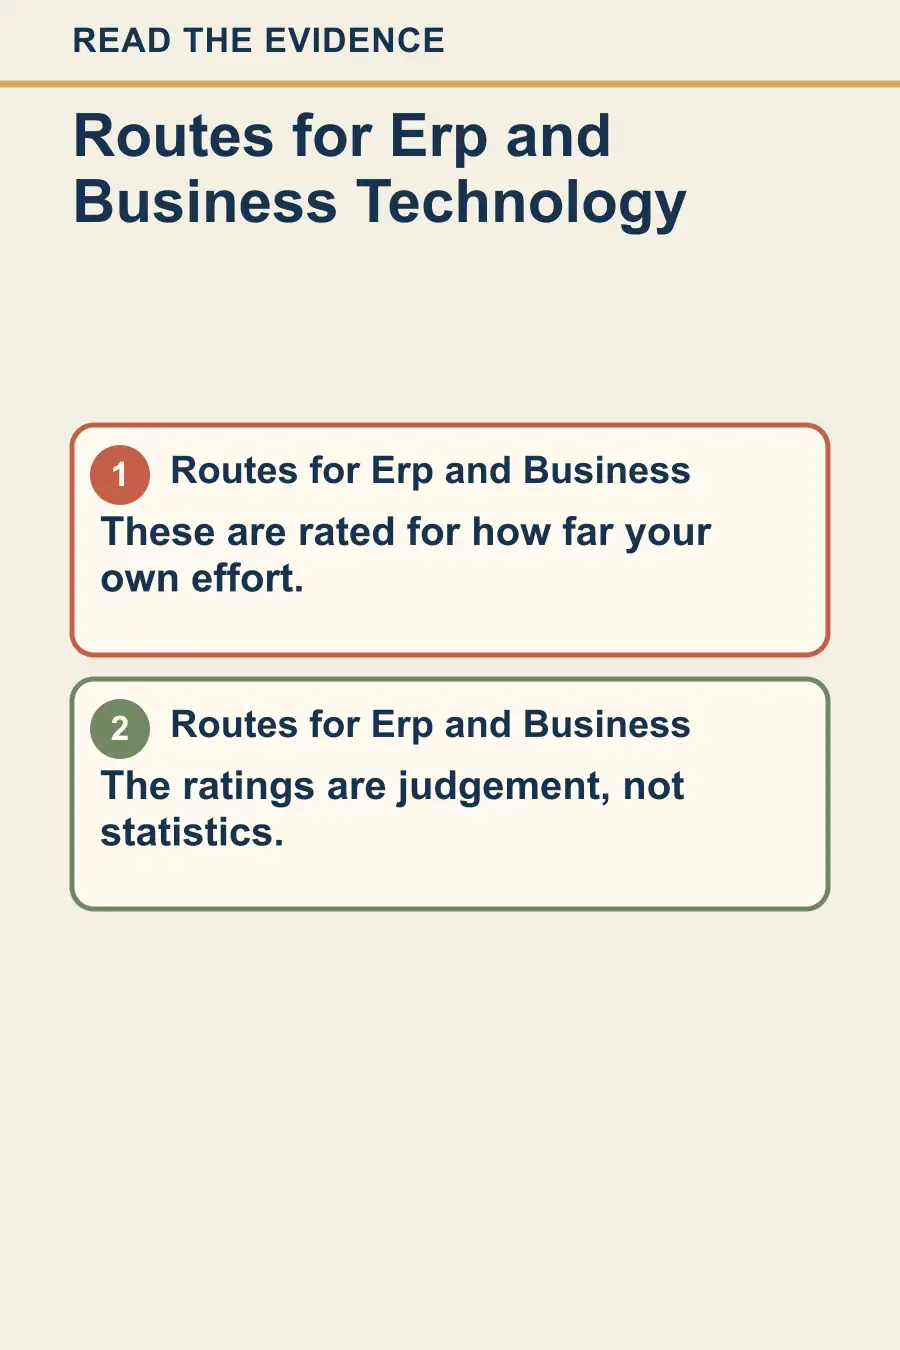 READ THE EVIDENCE
Routes for Erp and
Business Technology
1 Routes for Erp and Business
These are rated for how far your
own effort.
2 Routes for Erp and Business
The ratings are judgement, not
statistics.